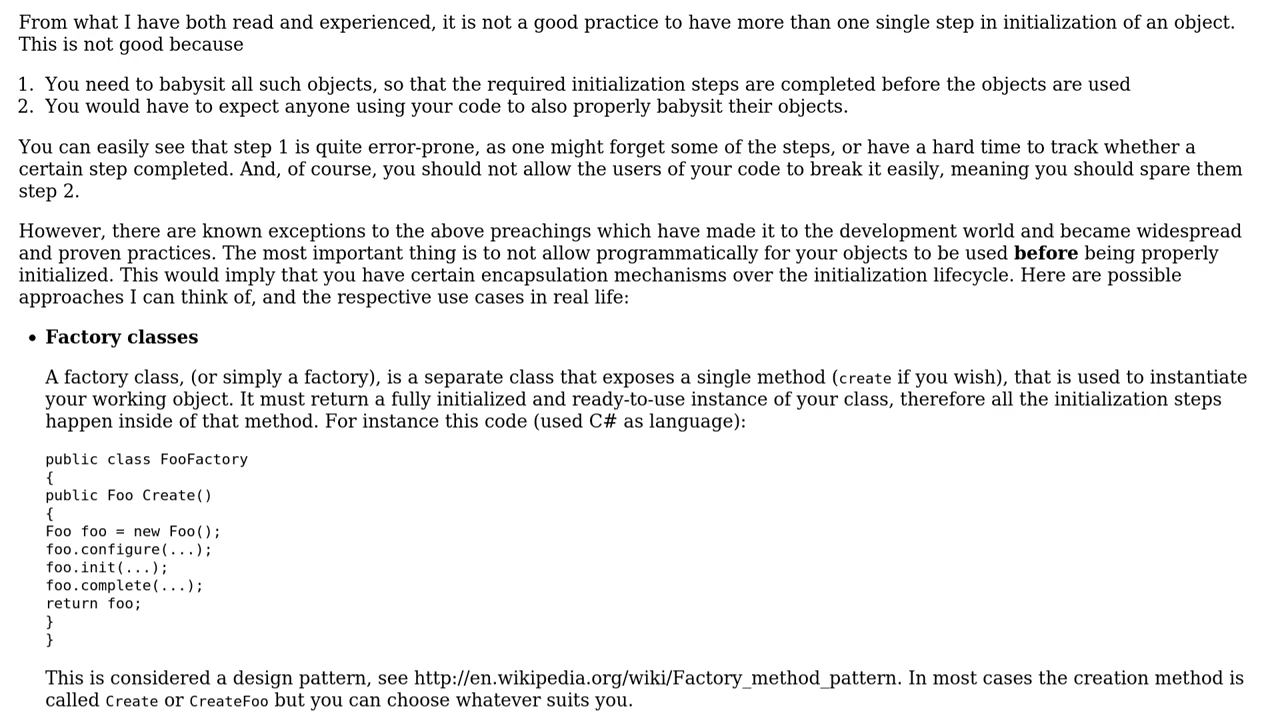 From what I have both read and experienced, it is not a good practice to have more than one single step in initialization of an object.
This is not good because
1. You need to babysit all such objects, so that the required initialization steps are completed before the objects are used
2. You would have to expect anyone using your code to also properly babysit their objects.
You can easily see that step 1 is quite error-prone, as one might forget some of the steps, or have a hard time to track whether a
certain step completed. And, of course, you should not allow the users of your code to break it easily, meaning you should spare them
step 2.
However, there are known exceptions to the above preachings which have made it to the development world and became widespread
and proven practices. The most important thing is to not allow programmatically for your objects to be used before being properly
initialized. This would imply that you have certain encapsulation mechanisms over the initialization lifecycle. Here are possible
approaches I can think of, and the respective use cases in real life:
• Factory classes
A factory class, (or simply a factory), is a separate class that exposes a single method (create if you wish), that is used to instantiate
your working object. It must return a fully initialized and ready-to-use instance of your class, therefore all the initialization steps
happen inside of that method. For instance this code (used C# as language):
public class FooFactory
{
public Foo Create()
{
Foo foo = new Foo();
foo.configure(...);
foo.init(...);
foo.complete(...);
return foo;
}
}
This is considered a design pattern, see http://en.wikipedia.org/wiki/Factory_method_pattern. In most cases the creation method is
called Create or CreateFoo but you can choose whatever suits you.